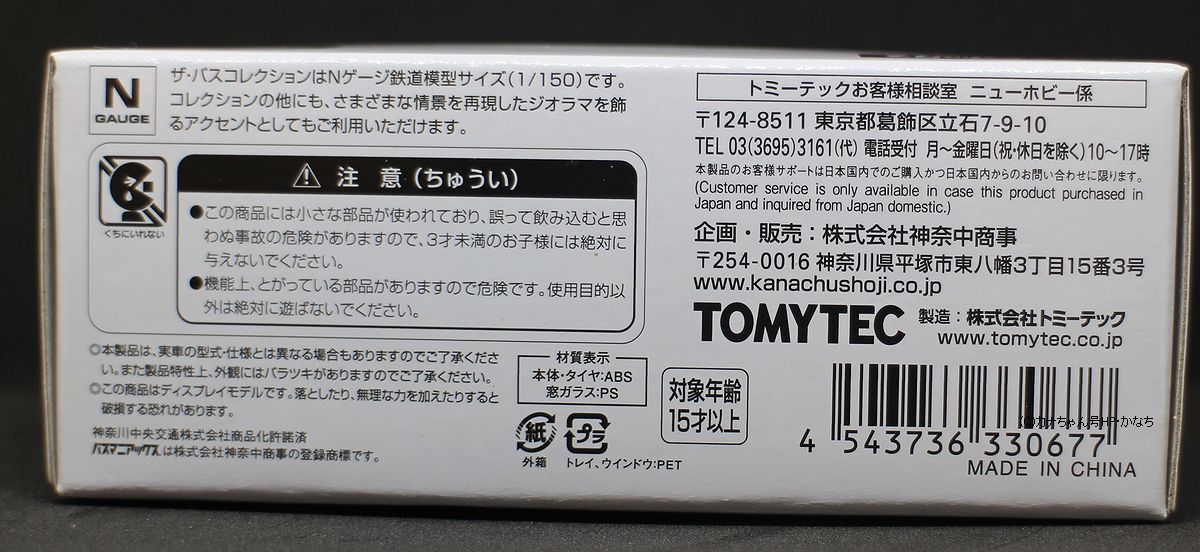 N
GAUGE
ザ・バスコレクションはNゲージ鉄道模型サイズ(1/150)です。
コレクションの他にも、さまざまな情景を再現したジオラマを飾
るアクセントとしてもご利用いただけます。
くちにいれない
注 意(ちゅうい)
●この商品には小さな部品が使われており、誤って飲み込むと思
わぬ事故の危険がありますので、3才未満のお子様には絶対に
与えないでください。
●機能上、とがっている部品がありますので危険です。使用目的以
外は絶対に遊ばないでください。
◎本製品は、実車の型式・仕様とは異なる場合もありますのでご了承くださ
い。また製品特性上、外観にはバラツキがありますのでご了承ください。
◎この商品はディスプレイモデルです。落としたり、無理な力を加えたりすると
破損する恐れがあります。
神奈川中央交通株式会社商品化許諾済
バスマニアックスは株式会社神奈中商事の登録商標です。
材質表示
本体・タイヤ:ABS
窓ガラス:PS
紙
外箱
プラ
トレイ、ウインドウ:PET
対象年齢
15才以上
トミーテックお客様相談室 ニューホビー係
〒124-8511 東京都葛飾区立石7-9-10
TEL 03(3695)3161(代) 電話受付 月~金曜日(祝・休日を除く)10~17時
本製品のお客様サポートは日本国内でのご購入かつ日本国内からのお問い合わせに限ります。
(Customer service is only available in case this product purchased in
Japan and inquired from Japan domestic.)
企画・販売:株式会社神奈中商事
〒254-0016 神奈川県平塚市東八幡3丁目15番3号
www.kanachushoji.co.jp
TOMYTEC 製造:株式会社トミーテック
www.tomytec.co.jp
4 543736 330677
MADE IN CHINA
カナちゃん号HP・かなち